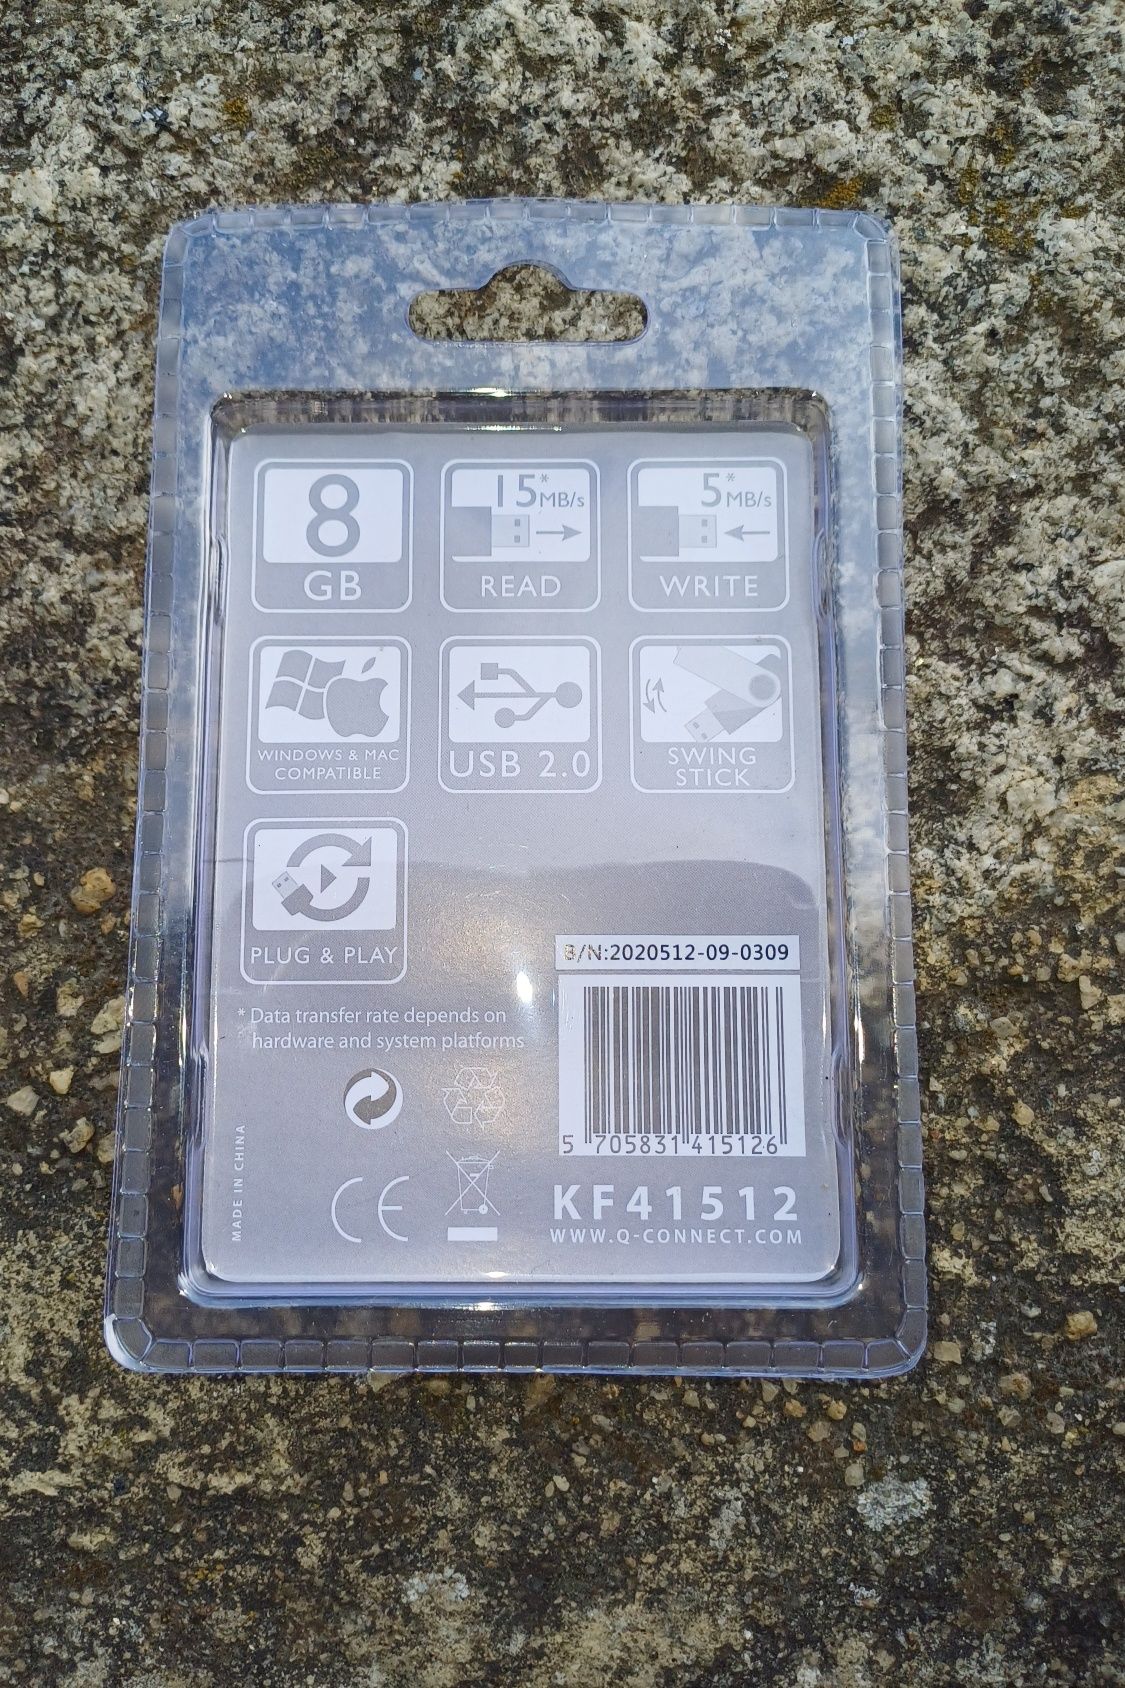 8
GB
15*MB/s
READ
5*MB/s
WRITE
WINDOWS & MAC
COMPATIBLE
USB 2.0
SWING
STICK
PLUG & PLAY
B/N:2020512-09-0309
* Data transfer rate depends on
hardware and system platforms
5 705831 415126
MADE IN CHINA
CE
KF41512
WWW.Q-CONNECT.COM